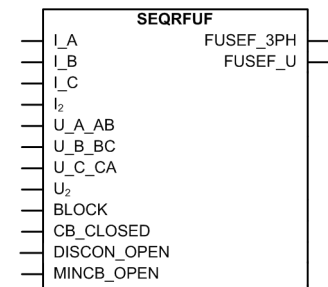 SEQRFUF
I_A FUSEF_3PH
I_B FUSEF_U
I_C
I₂
U_A_AB
U_B_BC
U_C_CA
U₂
BLOCK
CB_CLOSED
DISCON_OPEN
MINCB_OPEN